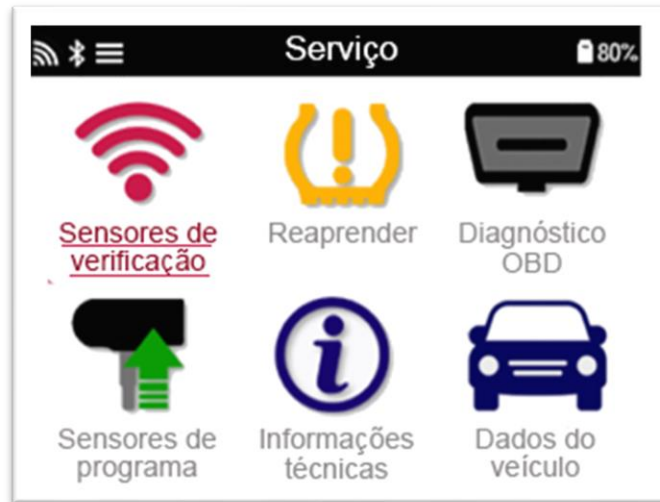 Serviço
80%
Sensores de
verificação
Reaprender
Diagnóstico
OBD
Sensores de
programa
Informações
técnicas
Dados do
veículo